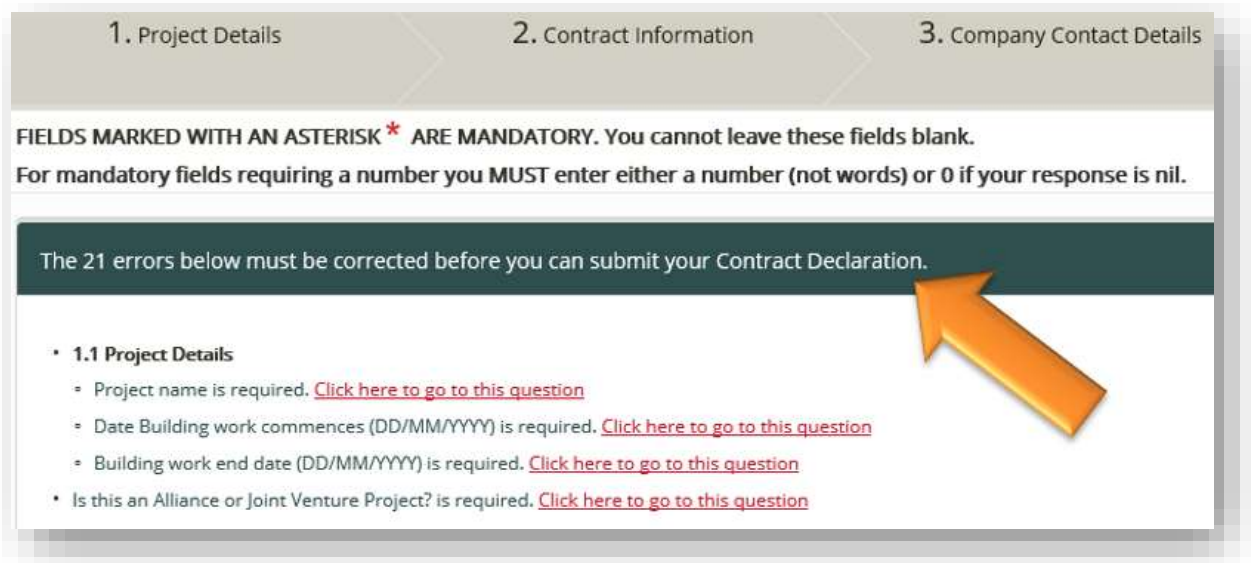 1. Project Details
2. Contract Information
3. Company Contact Details
FIELDS MARKED WITH AN ASTERISK * ARE MANDATORY. You cannot leave these fields blank.
For mandatory fields requiring a number you MUST enter either a number (not words) or 0 if your response is nil.
The 21 errors below must be corrected before you can submit your Contract Declaration.
• 1.1 Project Details
◦ Project name is required. Click here to go to this question
◦ Date Building work commences (DD/MM/YYYY) is required. Click here to go to this question
◦ Building work end date (DD/MM/YYYY) is required. Click here to go to this question
• Is this an Alliance or Joint Venture Project? is required. Click here to go to this question